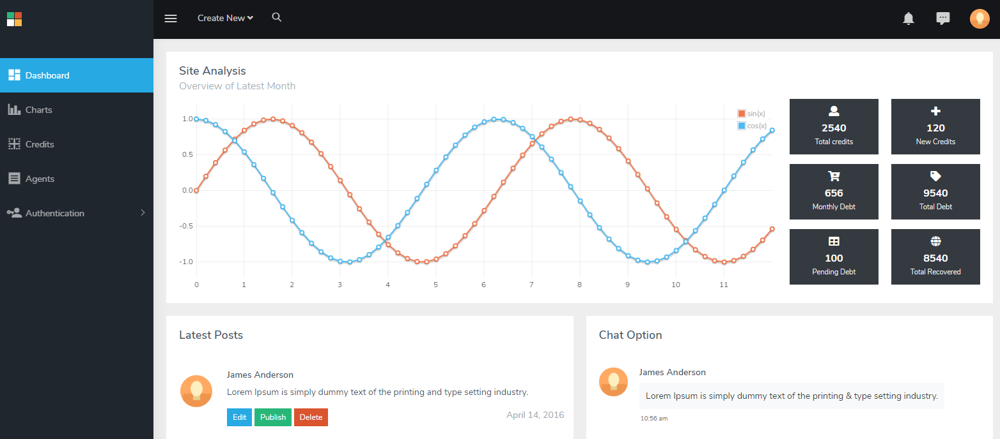 Create New
Dashboard
Charts
Credits
Agents
Authentication
Site Analysis
Overview of Latest Month
sin(x)
cos(x)
1.0
0.5
0.0
-0.5
-1.0
0 1 2 3 4 5 6 7 8 9 10 11
2540
Total credits
120
New Credits
656
Monthly Debt
9540
Total Debt
100
Pending Debt
8540
Total Recovered
Latest Posts
James Anderson
Lorem Ipsum is simply dummy text of the printing and type setting industry.
Edit Publish Delete
April 14, 2016
Chat Option
James Anderson
Lorem Ipsum is simply dummy text of the printing & type setting industry.
10:56 am